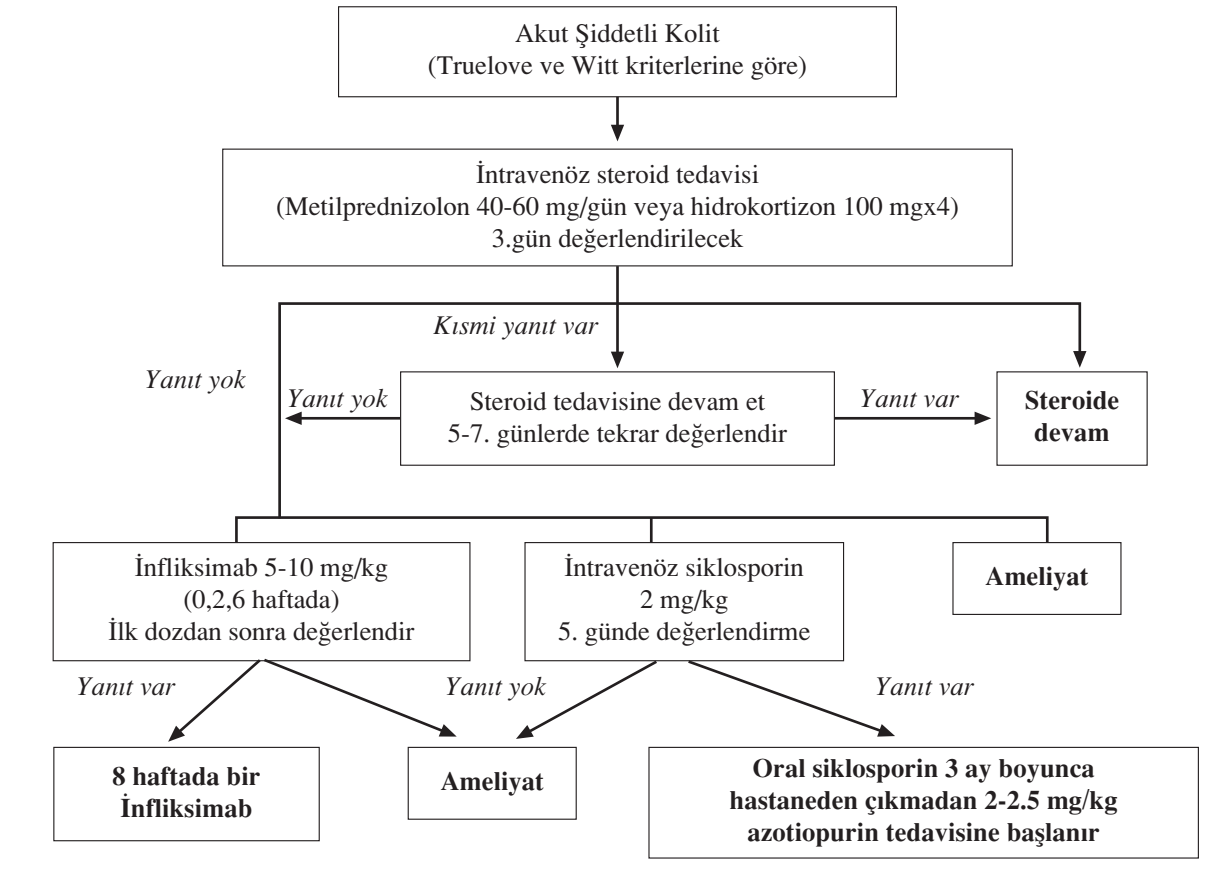 Akut Şiddetli Kolit
(Truelove ve Witt kriterlerine göre)
İntravenöz steroid tedavisi
(Metilprednizolon 40-60 mg/gün veya hidrokortizon 100 mgx4)
3.gün değerlendirilecek
Kısmi yanıt var
Yanıt yok
Yanıt yok
Steroid tedavisine devam et
5-7. günlerde tekrar değerlendir
Yanıt var
Steroide
devam
İnfliksimab 5-10 mg/kg
(0,2,6 haftada)
İlk dozdan sonra değerlendir
İntravenöz siklosporin
2 mg/kg
5. günde değerlendirme
Ameliyat
Yanıt var
Yanıt yok
Yanıt var
8 haftada bir
İnfliksimab
Ameliyat
Oral siklosporin 3 ay boyunca
hastaneden çıkmadan 2-2.5 mg/kg
azotiopurin tedavisine başlanır